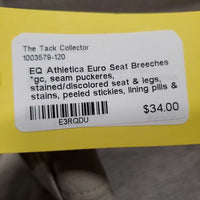 The Tack Collector
1003579-120
EQ Athletica Euro Seat Breeches
*gc, seam puckeres,
stained/discolored seat & legs,
stains, peeled stickies, lining pills &
$34.00
E3RQDU